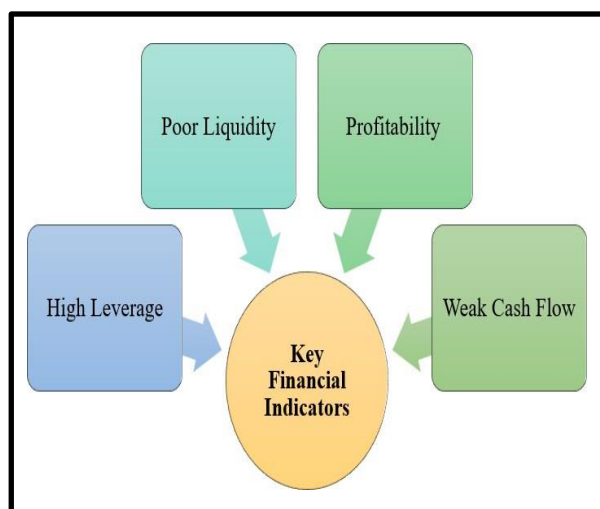 Poor Liquidity
Profitability
High Leverage
Weak Cash Flow
Key
Financial
Indicators